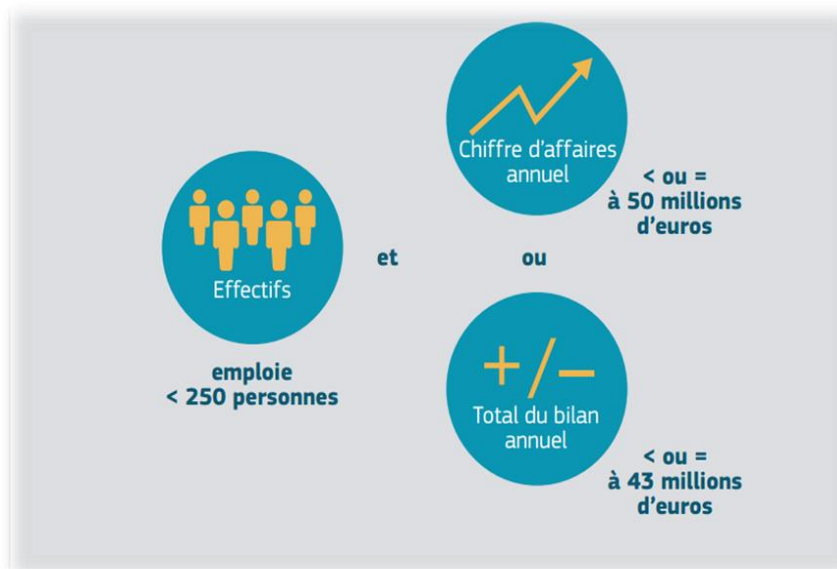 Effectifs
emploie
< 250 personnes
et
Chiffre d'affaires
annuel
< ou =
à 50 millions
d'euros
ou
+/-
Total du bilan
annuel
< ou =
à 43 millions
d'euros